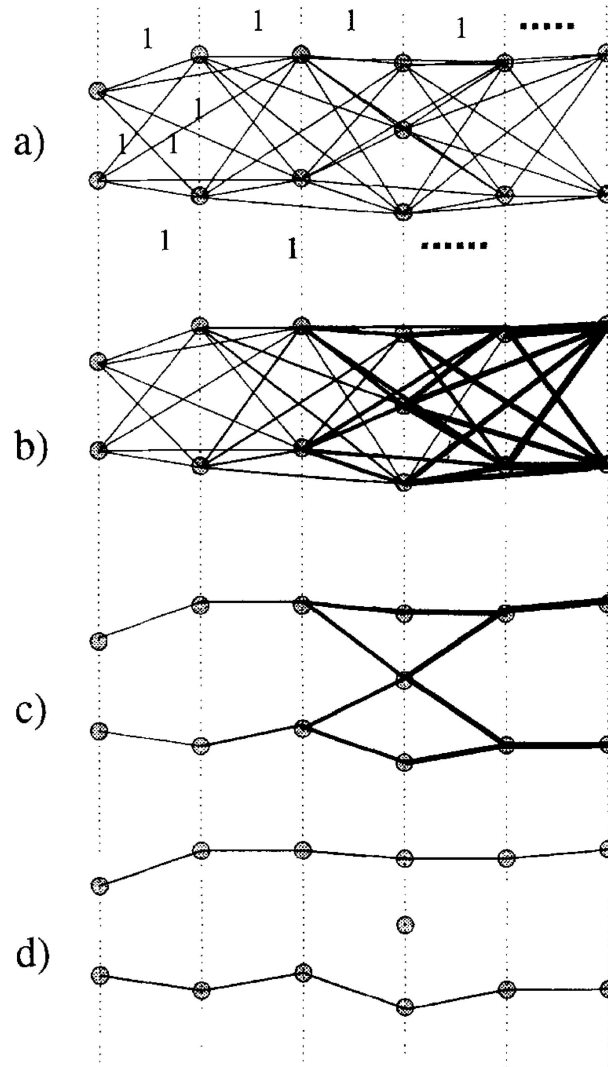 1 1 1 1 .....
a)
1
1 1
1 1 ......
b)
c)
d)